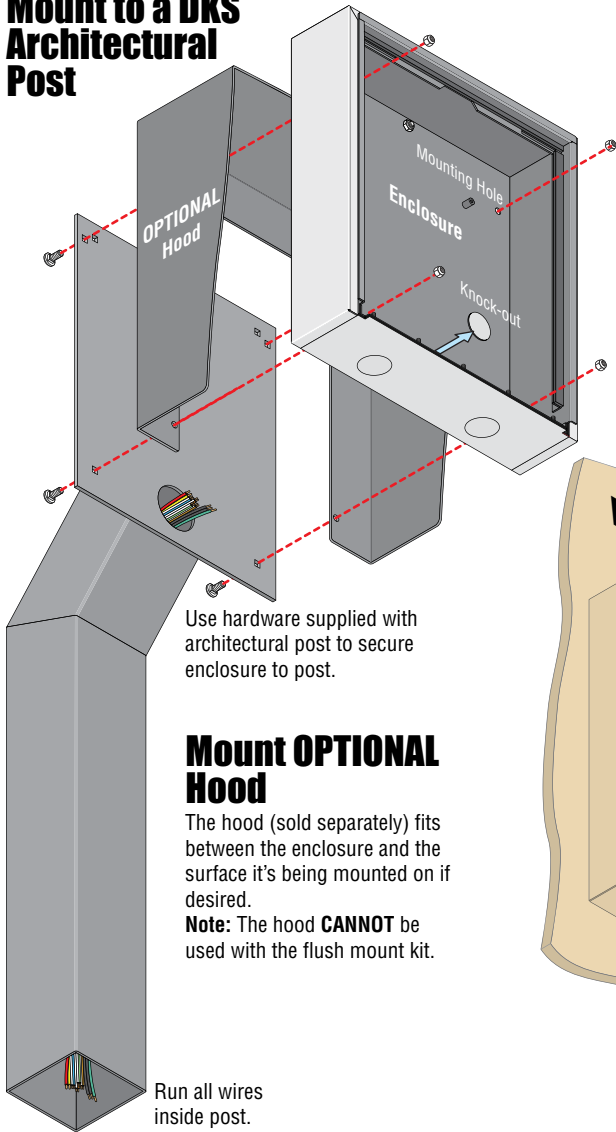 Mount to a DKS
Architectural
Post
OPTIONAL
Hood
Mounting Hole
Enclosure
Knock-out
Use hardware supplied with
architectural post to secure
enclosure to post.
Mount OPTIONAL
Hood
The hood (sold separately) fits
between the enclosure and the
surface it’s being mounted on if
desired.
Note: The hood CANNOT be
used with the flush mount kit.
Run all wires
inside post.